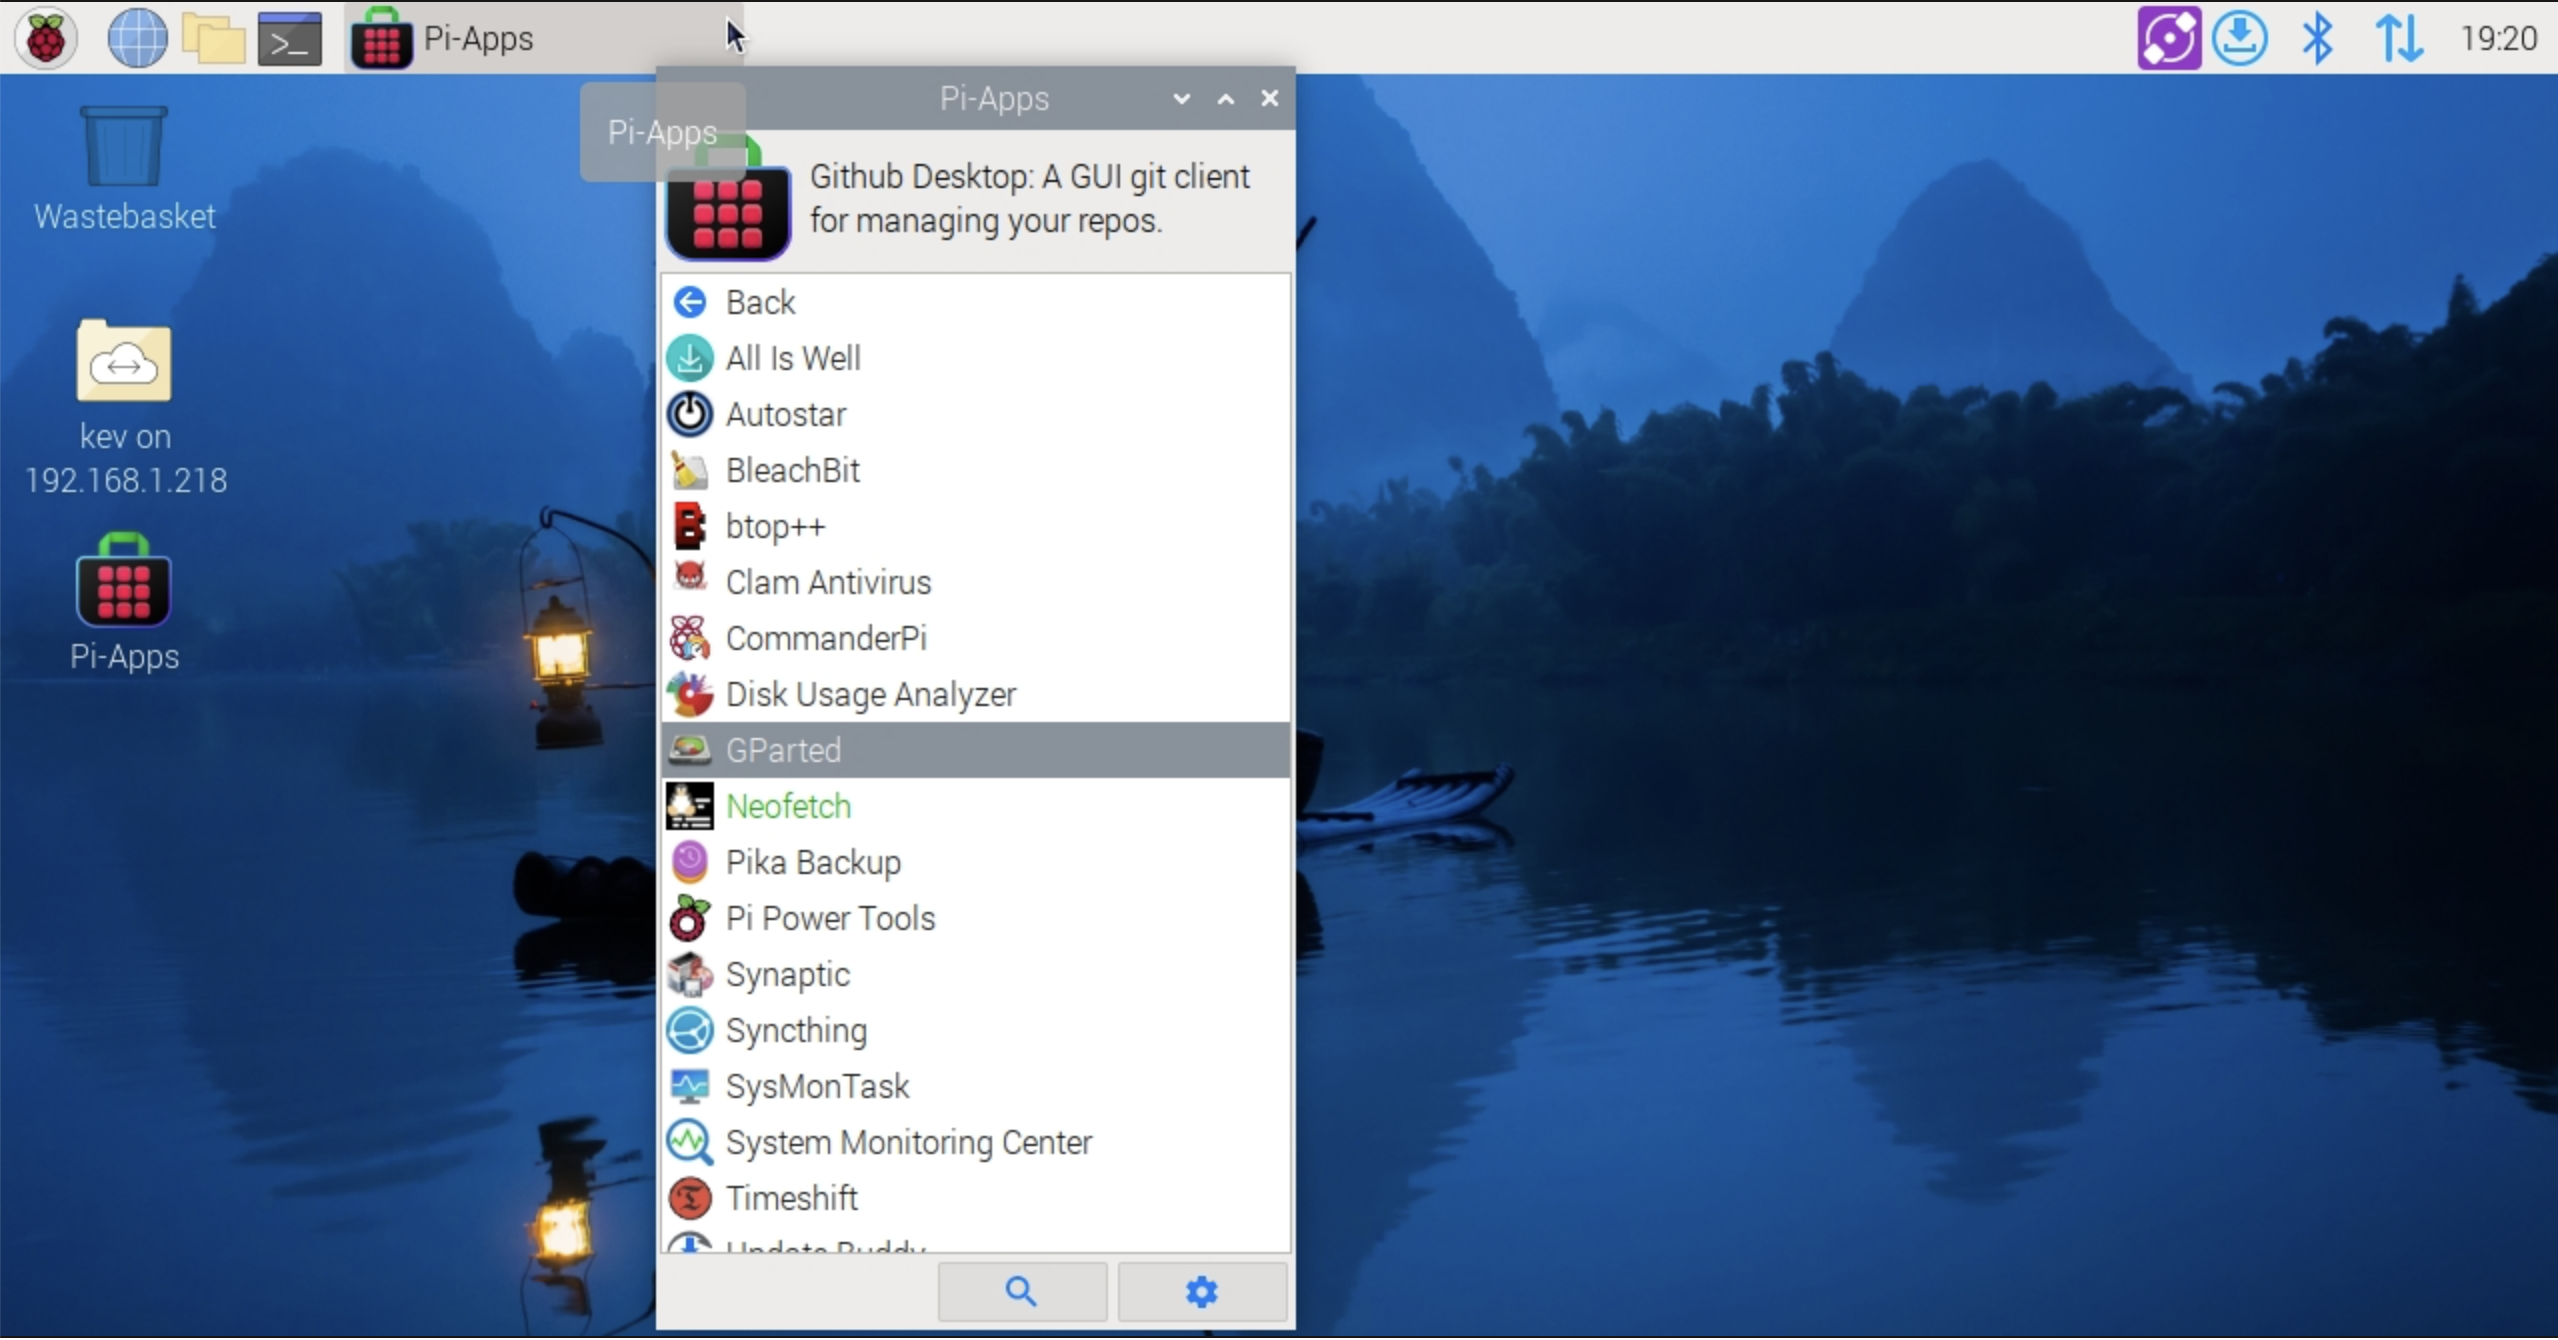 Pi-Apps
19:20
Wastebasket
kev on
192.168.1.218
Pi-Apps
Pi-Apps
Pi-Apps
Github Desktop: A GUI git client
for managing your repos.
Back
All Is Well
Autostar
BleachBit
btop++
Clam Antivirus
CommanderPi
Disk Usage Analyzer
GParted
Neofetch
Pika Backup
Pi Power Tools
Synaptic
Syncthing
SysMonTask
System Monitoring Center
Timeshift
Update Buddy